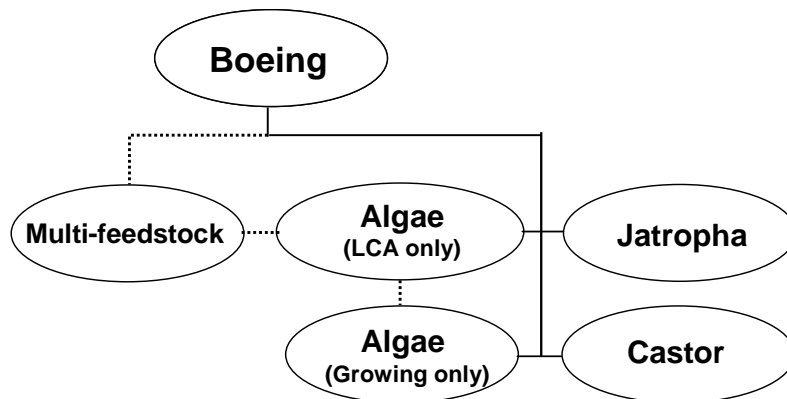 Boeing
Multi-feedstock
Algae
(LCA only)
Jatropha
Algae
(Growing only)
Castor